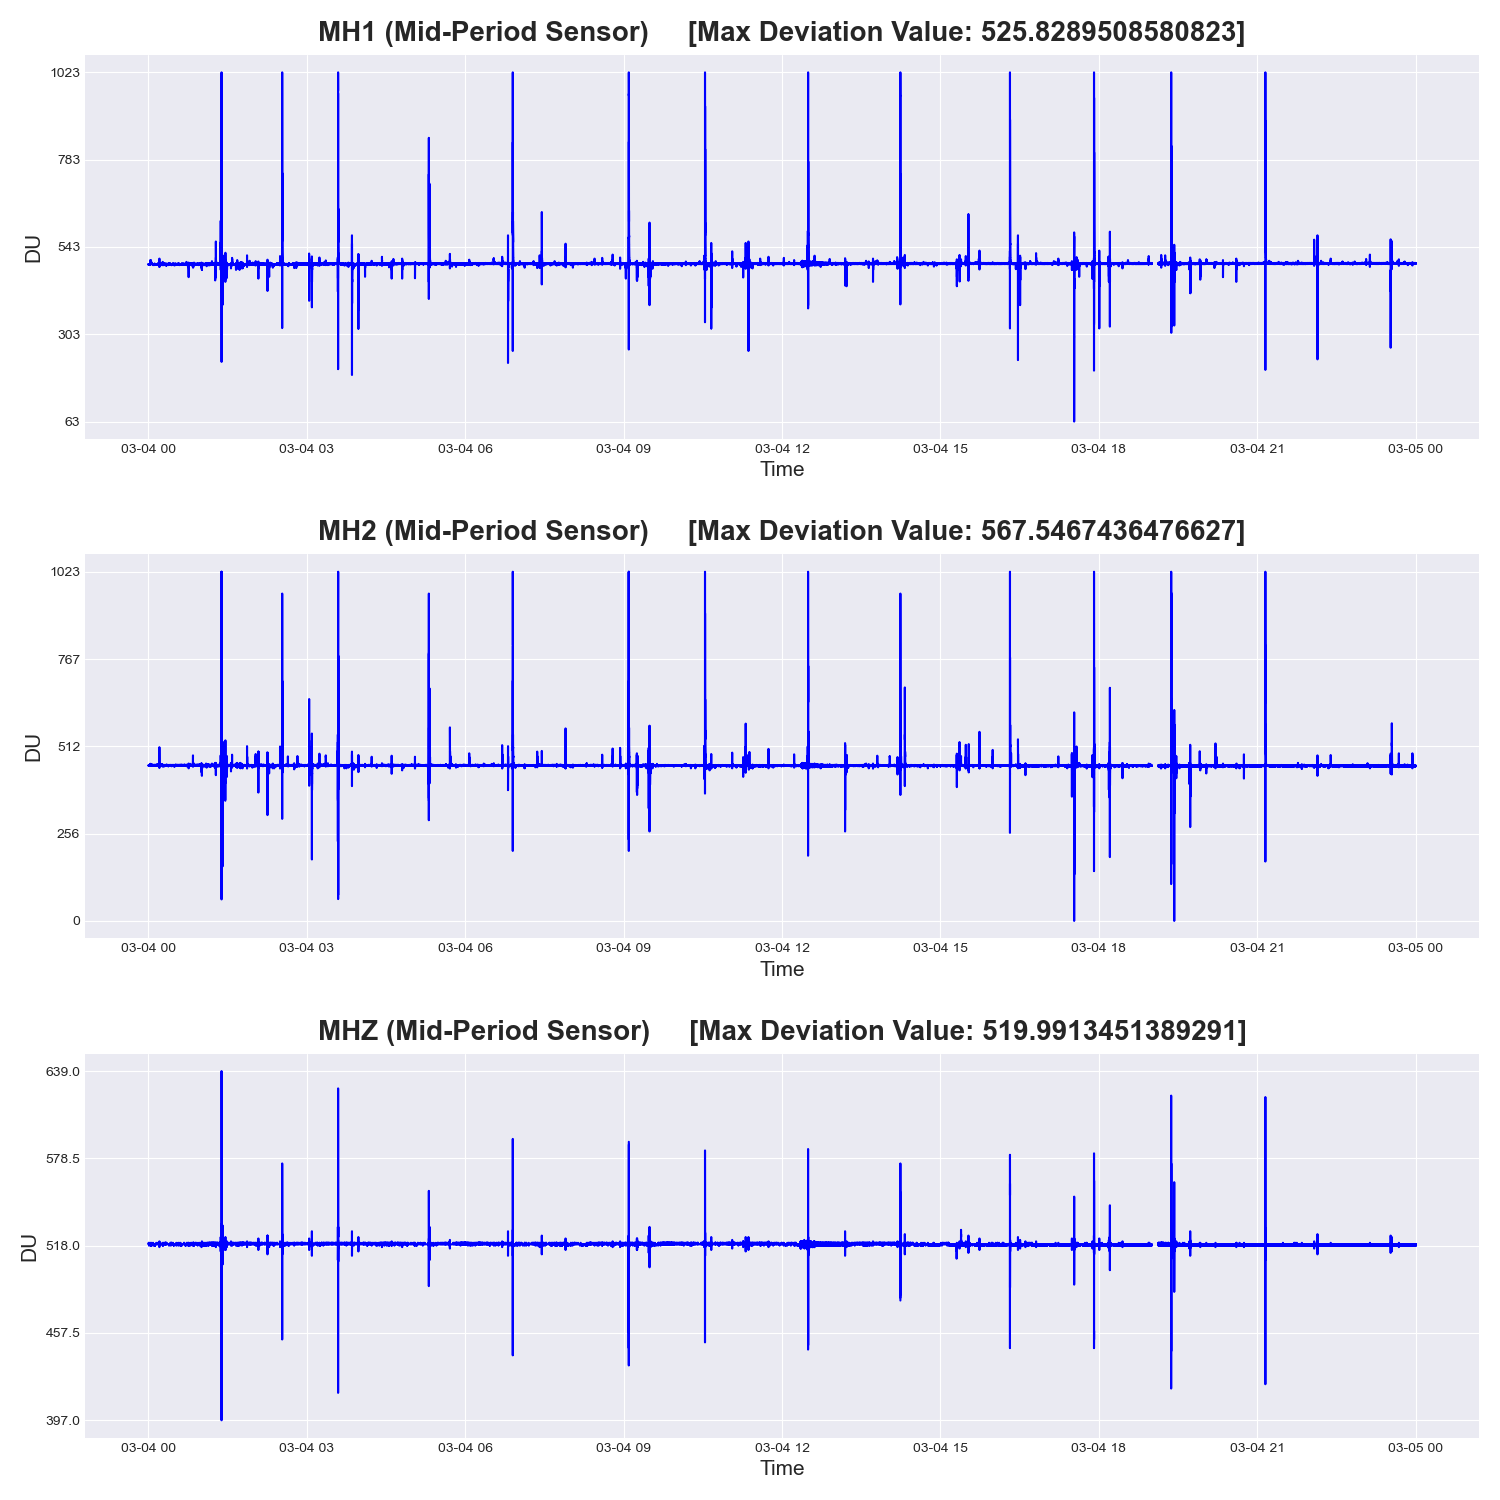 MH1 (Mid-Period Sensor) [Max Deviation Value: 525.8289508580823]
1023
783
543
303
63
DU
03-04 00 03-04 03 03-04 06 03-04 09 03-04 12 03-04 15 03-04 18 03-04 21 03-05 00
Time
MH2 (Mid-Period Sensor) [Max Deviation Value: 567.5467436476627]
1023
767
512
256
0
DU
03-04 00 03-04 03 03-04 06 03-04 09 03-04 12 03-04 15 03-04 18 03-04 21 03-05 00
Time
MHZ (Mid-Period Sensor) [Max Deviation Value: 519.9913451389291]
639.0
578.5
518.0
457.5
397.0
DU
03-04 00 03-04 03 03-04 06 03-04 09 03-04 12 03-04 15 03-04 18 03-04 21 03-05 00
Time